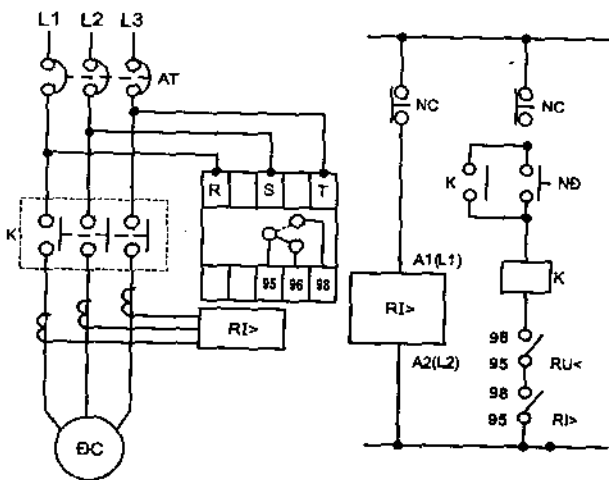 L1 L2 L3
AT
NC
NC
K
NĐ
R S T
K
95 96 98
A1(L1)
K
RI>
RI>
A2(L2)
98
95
RU<
98
95
RI>
ĐC